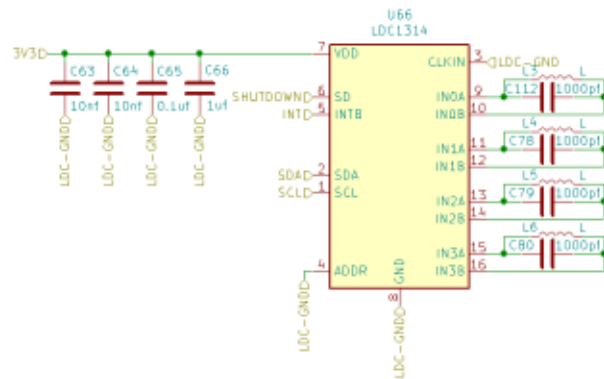 U66
LDC1314
3V3
7
VDD
CLKIN
3
LDC-GND
C63
10nf
C64
10nf
C65
0.1uf
C66
1uf
LDC-GND
LDC-GND
LDC-GND
LDC-GND
SHUTDOWN
6
SD
INT
5
INTB
SDA
2
SDA
SCL
1
SCL
4
ADDR
LDC-GND
GND
8
LDC-GND
IN0A
9
IN0B
10
L3
L
C112
1000pf
IN1A
11
IN1B
12
L4
L
C78
1000pf
IN2A
13
IN2B
14
L5
L
C79
1000pf
IN3A
15
IN3B
16
L6
L
C80
1000pf